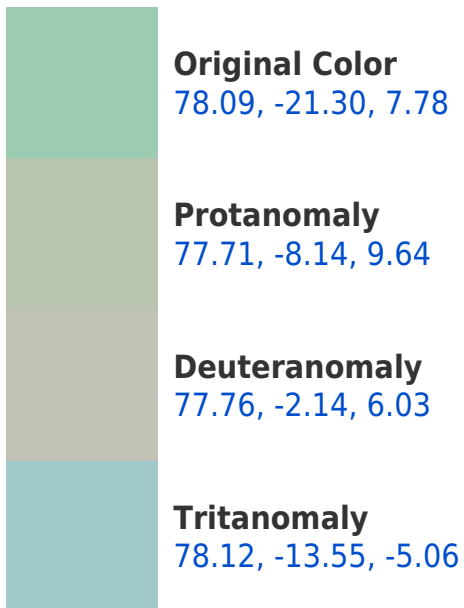 Original Color
78.09, -21.30, 7.78
Protanomaly
77.71, -8.14, 9.64
Deuteranomaly
77.76, -2.14, 6.03
Tritanomaly
78.12, -13.55, -5.06